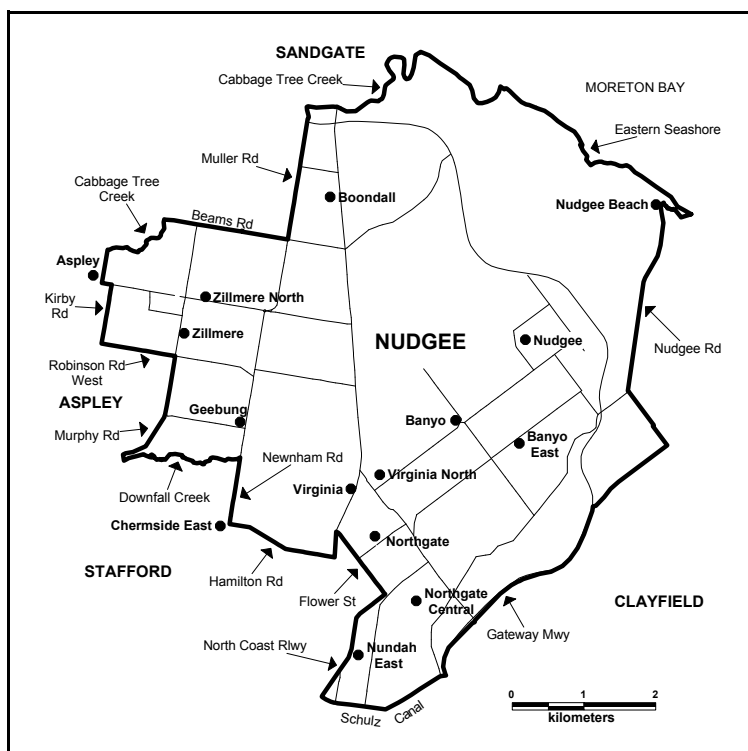 SANDGATE
Cabbage Tree Creek
MORETON BAY
Eastern Seashore
Muller Rd
Cabbage Tree
Creek
Boondall
Nudgee Beach
Beams Rd
Aspley
Zillmere North
Kirby
Rd
Zillmere
NUDGEE
Nudgee
Nudgee Rd
Robinson Rd
West
ASPLEY
Geebung
Banyo
Murphy Rd
Banyo
East
Newnham Rd
Virginia North
Downfall Creek
Virginia
Chermside East
Northgate
STAFFORD
Hamilton Rd
Flower St
Northgate
Central
CLAYFIELD
Gateway Mwy
North Coast Rlwy
Nundah
East
Schulz Canal
0 1 2
kilometers